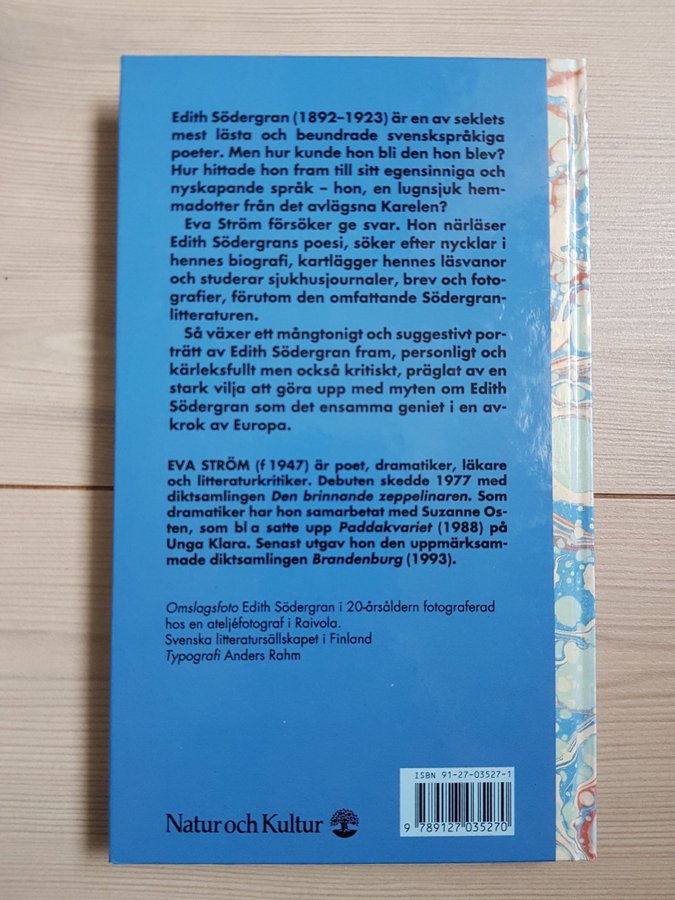 Edith Södergran (1892–1923) är en av seklets
mest lästa och beundrade svenskspråkiga
poeter. Men hur kunde hon bli den hon blev?
Hur hittade hon fram till sitt egensinniga och
nyskapande språk – hon, en lugnsjuk hem-
madotter från det avlägsna Karelen?
Eva Ström försöker ge svar. Hon närläser
Edith Södergrans poesi, söker efter nycklar i
hennes biografi, kartlägger hennes läsvanor
och studerar sjukhusjournaler, brev och foto-
grafier, förutom den omfattande Södergran-
litteraturen.
Så växer ett mångtonigt och suggestivt por-
trätt av Edith Södergran fram, personligt och
kärleksfullt men också kritiskt, präglat av en
stark vilja att göra upp med myten om Edith
Södergran som det ensamma geniet i en av-
krok av Europa.
EVA STRÖM (f 1947) är poet, dramatiker, läkare
och litteraturkritiker. Debuten skedde 1977 med
diktsamlingen Den brinnande zeppelinaren. Som
dramatiker har hon samarbetat med Suzanne Os-
ten, som bl a satte upp Paddakvariet (1988) på
Unga Klara. Senast utgav hon den uppmärksam-
made diktsamlingen Brandenburg (1993).
Omslagsfoto Edith Södergran i 20-årsåldern fotograferad
hos en ateljéfotograf i Raivola.
Svenska litteratursällskapet i Finland
Typografi Anders Rahm
ISBN 91-27-03527-1
Natur och Kultur
9 789127 035270